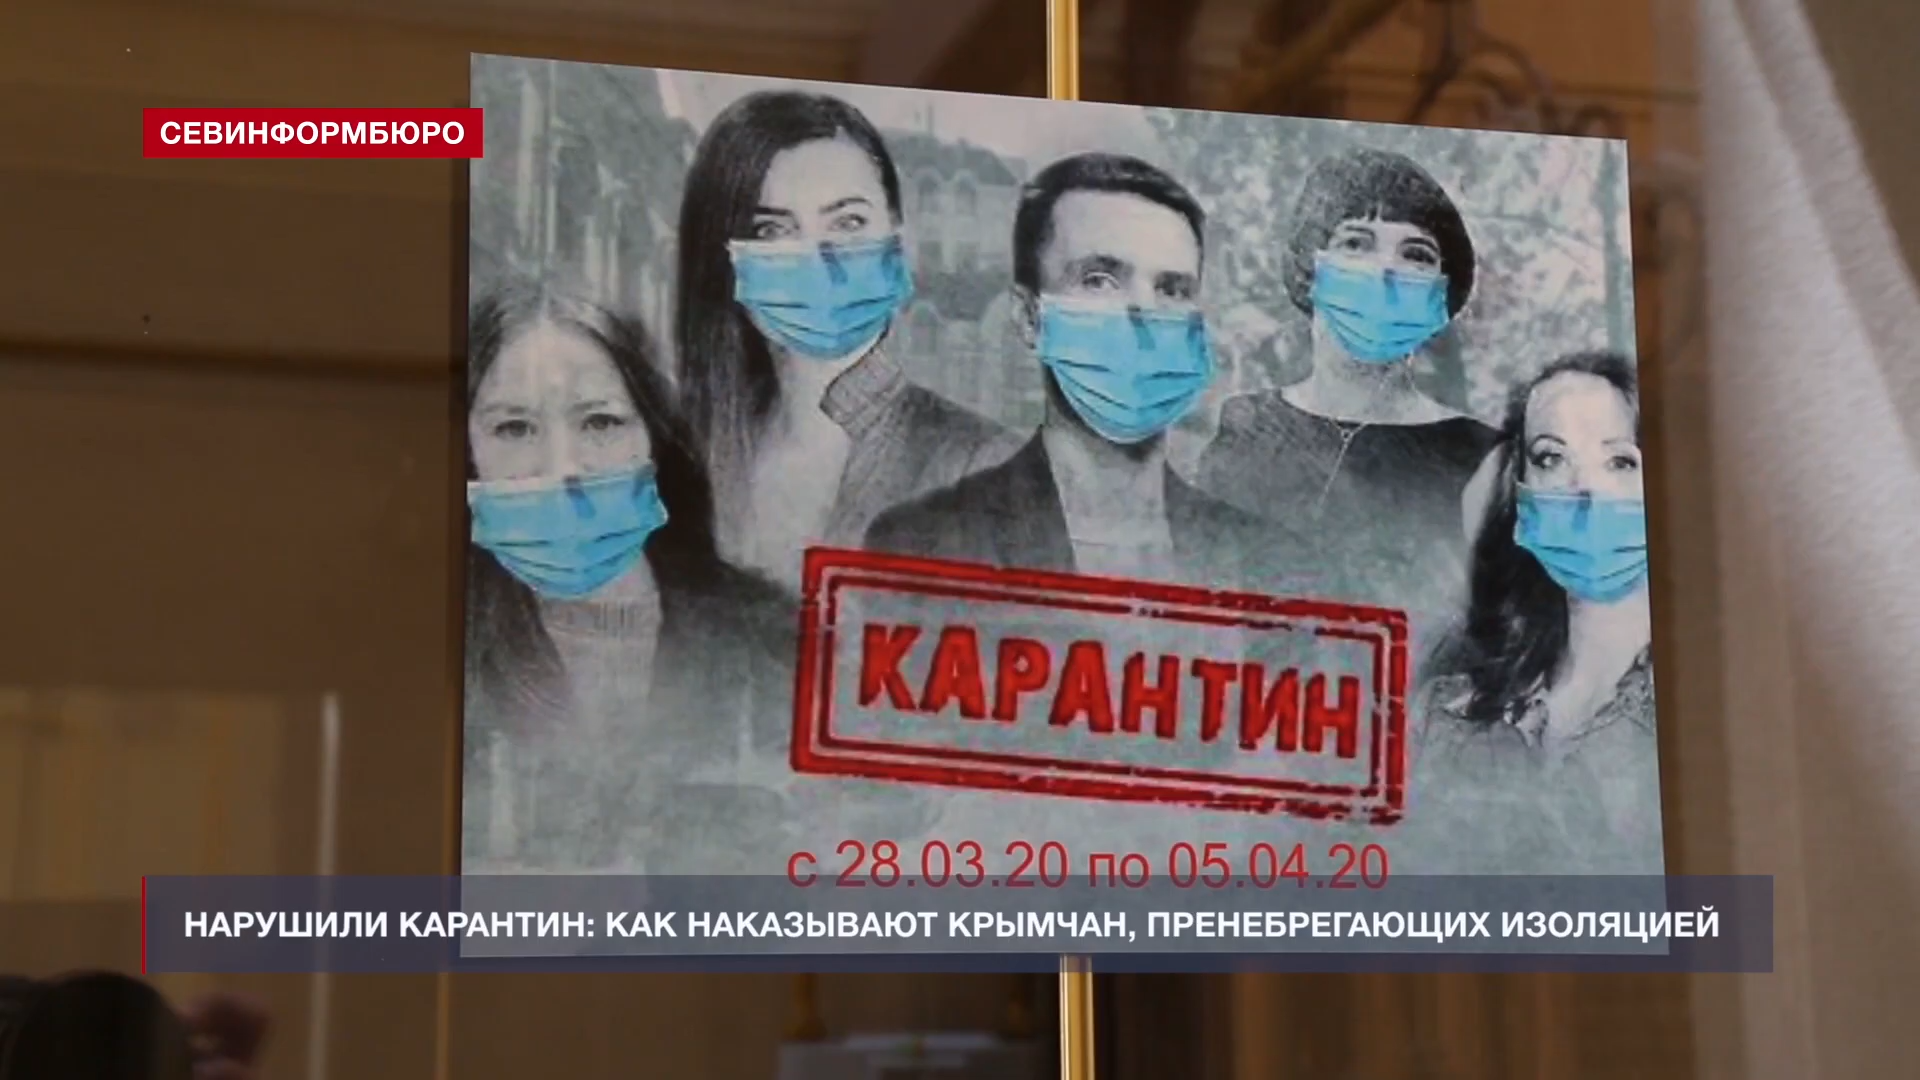 СЕВИНФОРМБЮРО
КАРАНТИН
с 28.03.20 по 05.04.20
НАРУШИЛИ КАРАНТИН: КАК НАКАЗЫВАЮТ КРЫМЧАН, ПРЕНЕБРЕГАЮЩИХ ИЗОЛЯЦИЕЙ